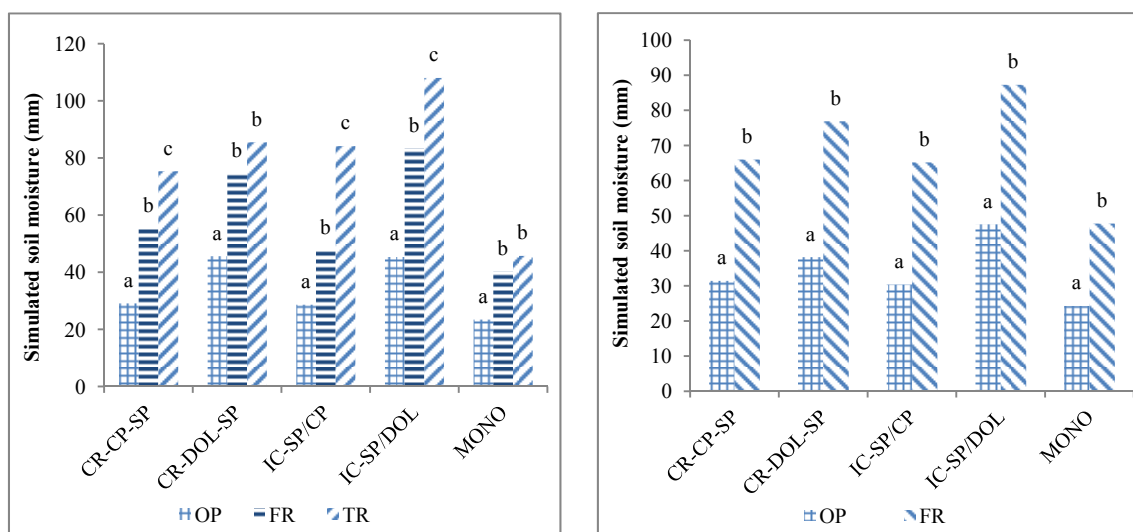 Simulated soil moisture (mm)
120
100
80
60
40
20
0
a b c
a b b
a b c
a b c
a b b
CR-CP-SP
CR-DOL-SP
IC-SP/CP
IC-SP/DOL
MONO
OP FR TR
Simulated soil moisture (mm)
100
90
80
70
60
50
40
30
20
10
0
a b
a b
a b
a b
a b
CR-CP-SP
CR-DOL-SP
IC-SP/CP
IC-SP/DOL
MONO
OP FR